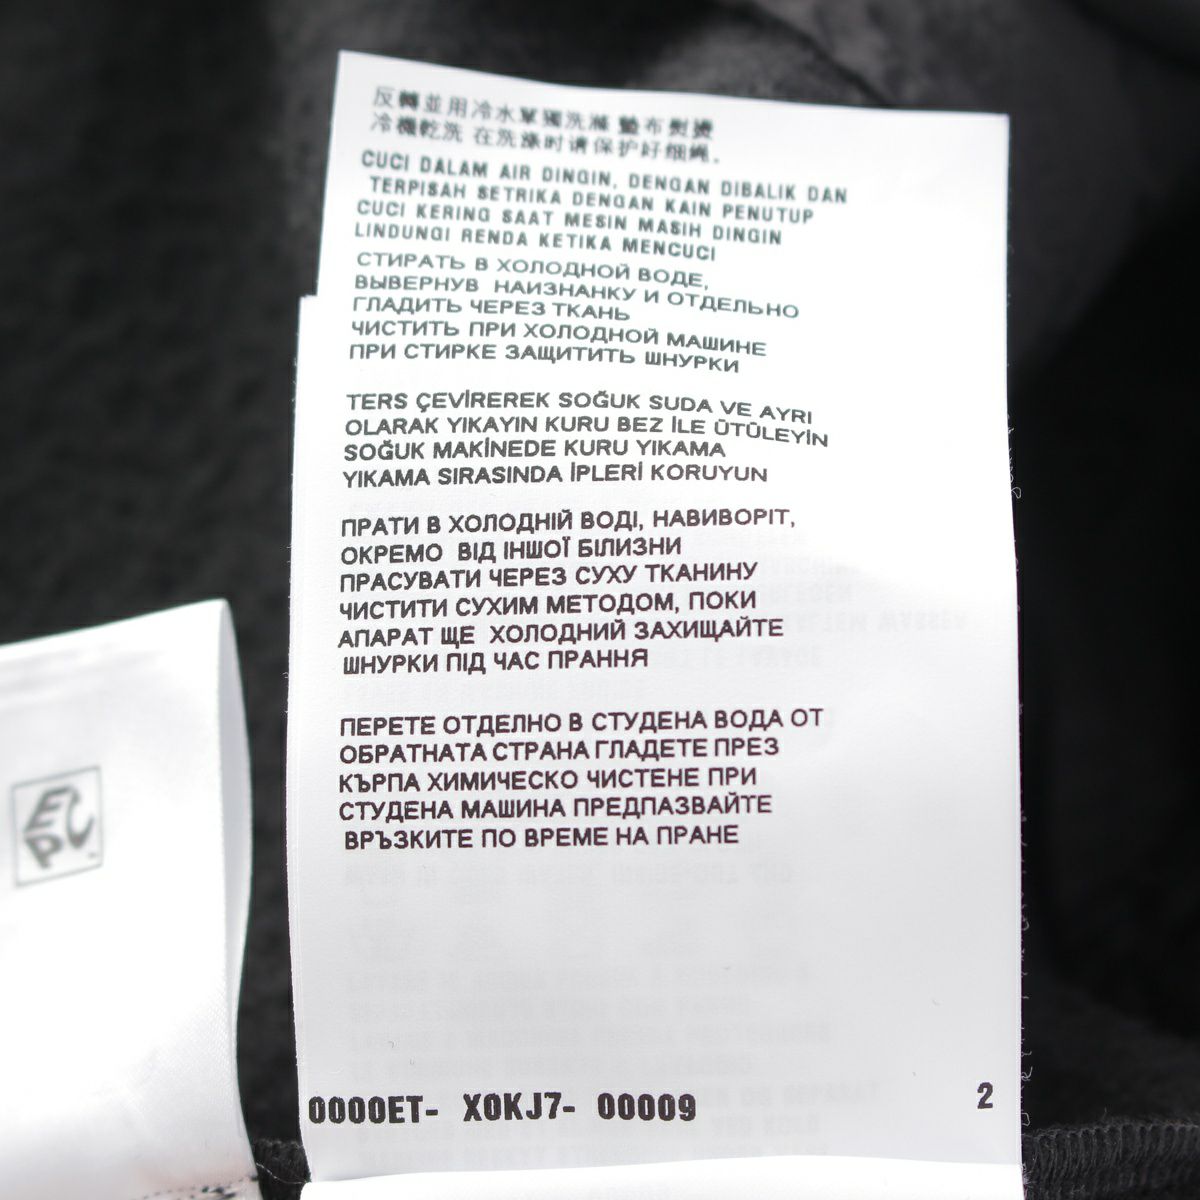 反轉並用冷水單獨洗滌 墊布熨燙
冷機乾洗 在洗涤时请保护好细绳.
CUCI DALAM AIR DINGIN, DENGAN DIBALIK DAN
TERPISAH SETRIKA DENGAN KAIN PENUTUP
CUCI KERING SAAT MESIN MASIH DINGIN
LINDUNGI RENDA KETIKA MENCUCI
СТИРАТЬ В ХОЛОДНОЙ ВОДЕ,
ВЫВЕРНУВ НАИЗНАНКУ И ОТДЕЛЬНО
ГЛАДИТЬ ЧЕРЕЗ ТКАНЬ
ЧИСТИТЬ ПРИ ХОЛОДНОЙ МАШИНЕ
ПРИ СТИРКЕ ЗАЩИТИТЬ ШНУРКИ
TERS ÇEVİREREK SOĞUK SUDA VE AYRI
OLARAK YIKAYIN KURU BEZ İLE ÜTÜLEYİN
SOĞUK MAKİNEDE KURU YIKAMA
YIKAMA SIRASINDA İPLERİ KORUYUN
ПРАТИ В ХОЛОДНІЙ ВОДІ, НАВИВОРІТ,
ОКРЕМО ВІД ІНШОЇ БІЛИЗНИ
ПРАСУВАТИ ЧЕРЕЗ СУХУ ТКАНИНУ
ЧИСТИТИ СУХИМ МЕТОДОМ, ПОКИ
АПАРАТ ЩЕ ХОЛОДНИЙ ЗАХИЩАЙТЕ
ШНУРКИ ПІД ЧАС ПРАННЯ
ПЕРЕТЕ ОТДЕЛНО В СТУДЕНА ВОДА ОТ
ОБРАТНАТА СТРАНА ГЛАДЕТЕ ПРЕЗ
КЪРПА ХИМИЧЕСКО ЧИСТЕНЕ ПРИ
СТУДЕНА МАШИНА ПРЕДПАЗВАЙТЕ
ВРЪЗКИТЕ ПО ВРЕМЕ НА ПРАНЕ
0000ET- X0KJ7- 00009 2
EC
PC